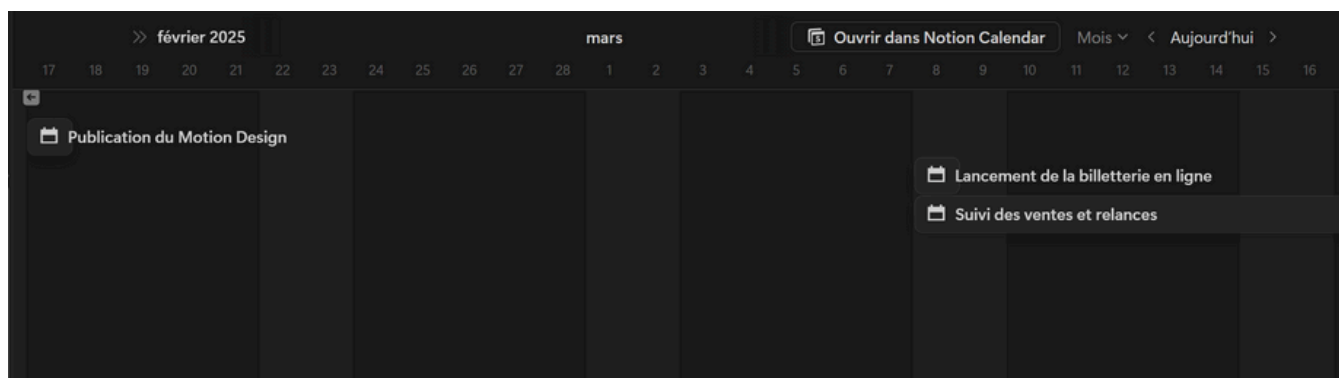 février 2025 mars Ouvrir dans Notion Calendar Mois Aujourd'hui
17 18 19 20 21 22 23 24 25 26 27 28 1 2 3 4 5 6 7 8 9 10 11 12 13 14 15 16
Publication du Motion Design
Lancement de la billetterie en ligne
Suivi des ventes et relances